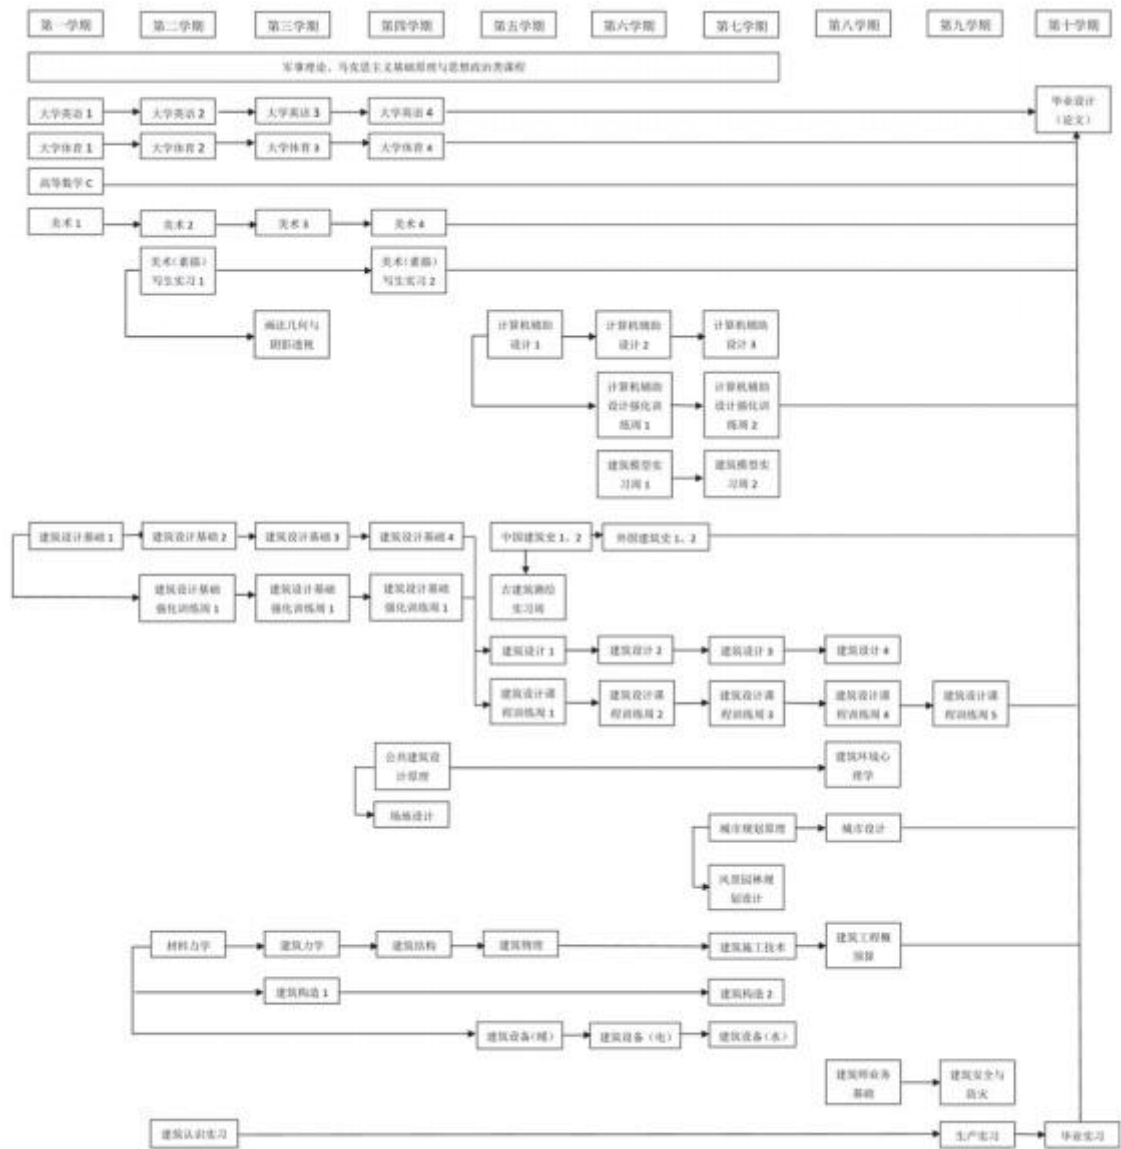 第一学期
第二学期
第三学期
第四学期
第五学期
第六学期
第七学期
第八学期
第九学期
第十学期
军事理论、马克思主义基础原理与思想政治类课程
大学英语 1
大学英语 2
大学英语 3
大学英语 4
毕业设计
（论文）
大学体育 1
大学体育 2
大学体育 3
大学体育 4
高等数学 C
美术 1
美术 2
美术 3
美术 4
美术（素描）
写生实习 1
美术（素描）
写生实习 2
画法几何与
阴影透视
计算机辅助
设计 1
计算机辅助
设计 2
计算机辅助
设计 3
计算机辅助
设计强化训
练周 1
计算机辅助
设计强化训
练周 2
建筑模型实
习周 1
建筑模型实
习周 2
建筑设计基础 1
建筑设计基础 2
建筑设计基础 3
建筑设计基础 4
中国建筑史 1、2
外国建筑史 1、2
建筑设计基础
强化训练周 1
建筑设计基础
强化训练周 1
建筑设计基础
强化训练周 1
古建筑测绘
实习周
建筑设计 1
建筑设计 2
建筑设计 3
建筑设计 4
建筑设计课
程训练周 1
建筑设计课
程训练周 2
建筑设计课
程训练周 3
建筑设计课
程训练周 4
建筑设计课
程训练周 5
公共建筑设
计原理
建筑环境心
理学
场地设计
城市规划原理
城市设计
风景园林规
划设计
材料力学
建筑力学
建筑结构
建筑物理
建筑施工技术
建筑工程概
预算
建筑构造 1
建筑构造 2
建筑设备（暖）
建筑设备（电）
建筑设备（水）
建筑师业务
基础
建筑安全与
防灾
建筑认识实习
生产实习
毕业实习